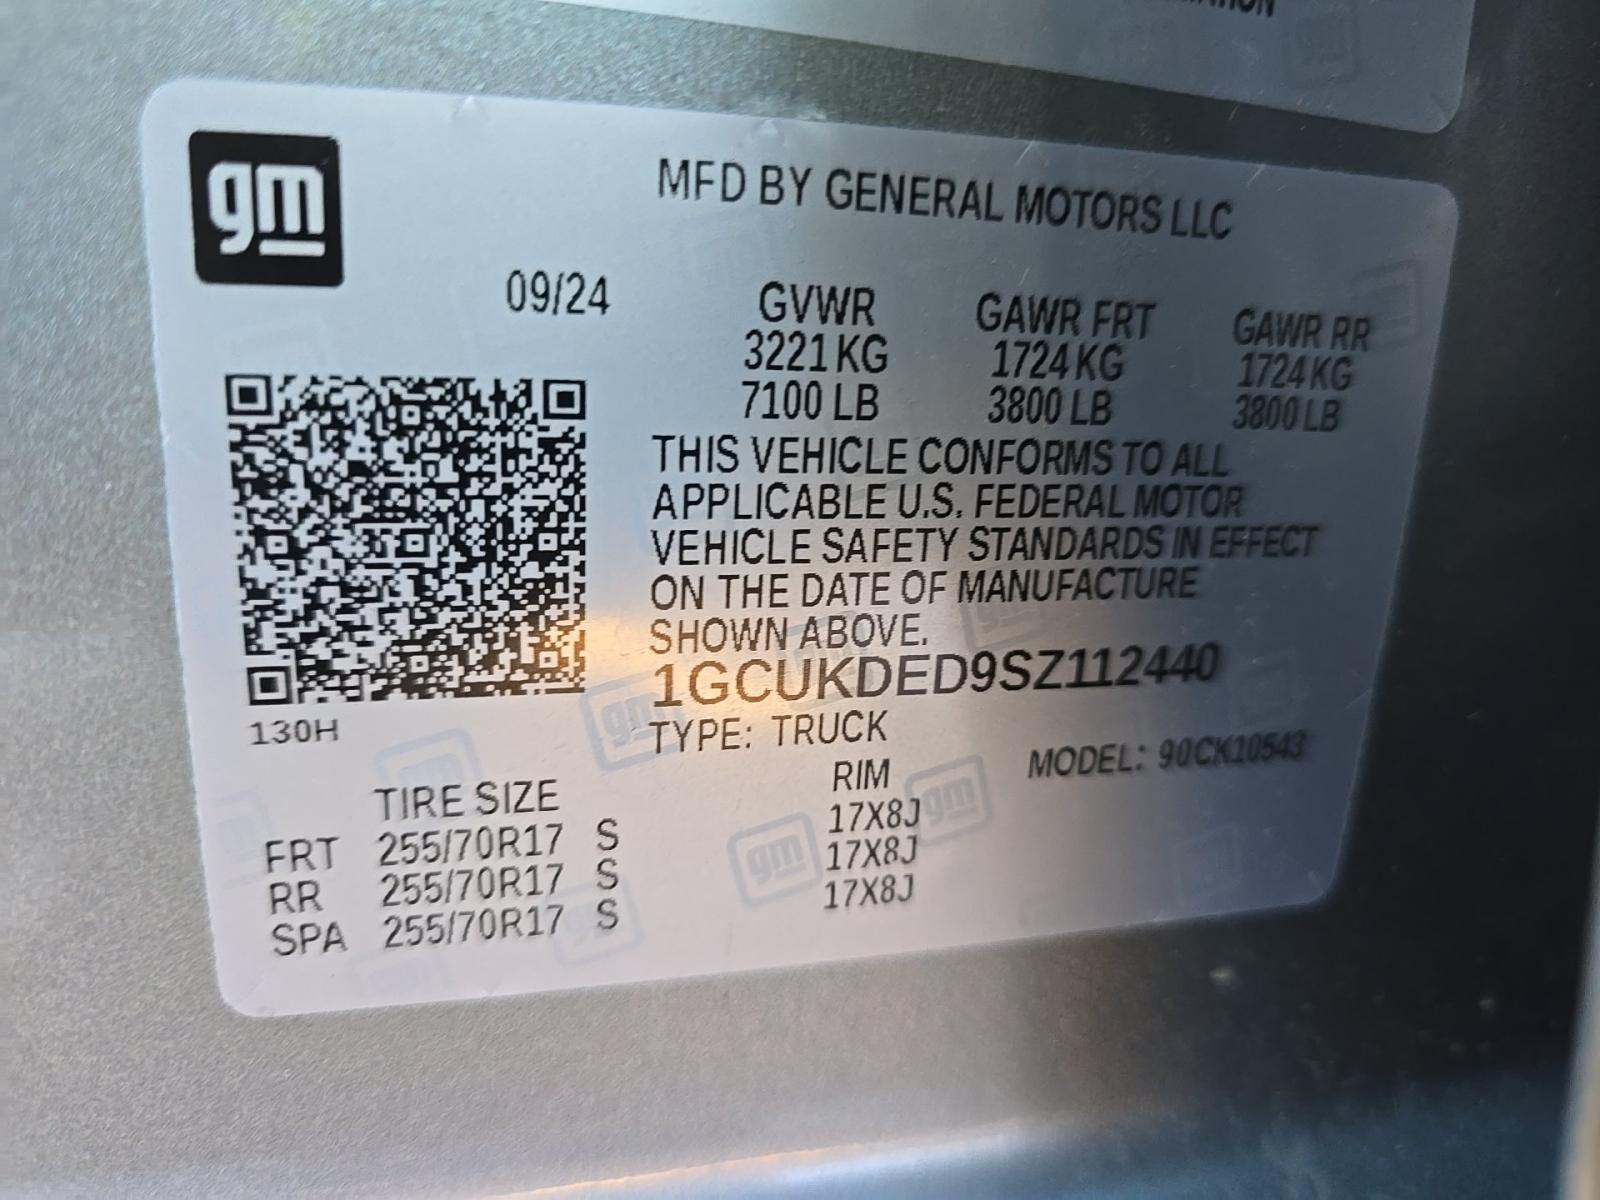 gm
MFD BY GENERAL MOTORS LLC
09/24
GVWR GAWR FRT GAWR RR
3221 KG 1724 KG 1724 KG
7100 LB 3800 LB 3800 LB
THIS VEHICLE CONFORMS TO ALL
APPLICABLE U.S. FEDERAL MOTOR
VEHICLE SAFETY STANDARDS IN EFFECT
ON THE DATE OF MANUFACTURE
SHOWN ABOVE.
1GCUKDED9SZ112440
130H
TYPE: TRUCK
MODEL: 90CK10543
TIRE SIZE RIM
FRT 255/70R17 S 17X8J
RR 255/70R17 S 17X8J
SPA 255/70R17 S 17X8J
gm
gm
gm